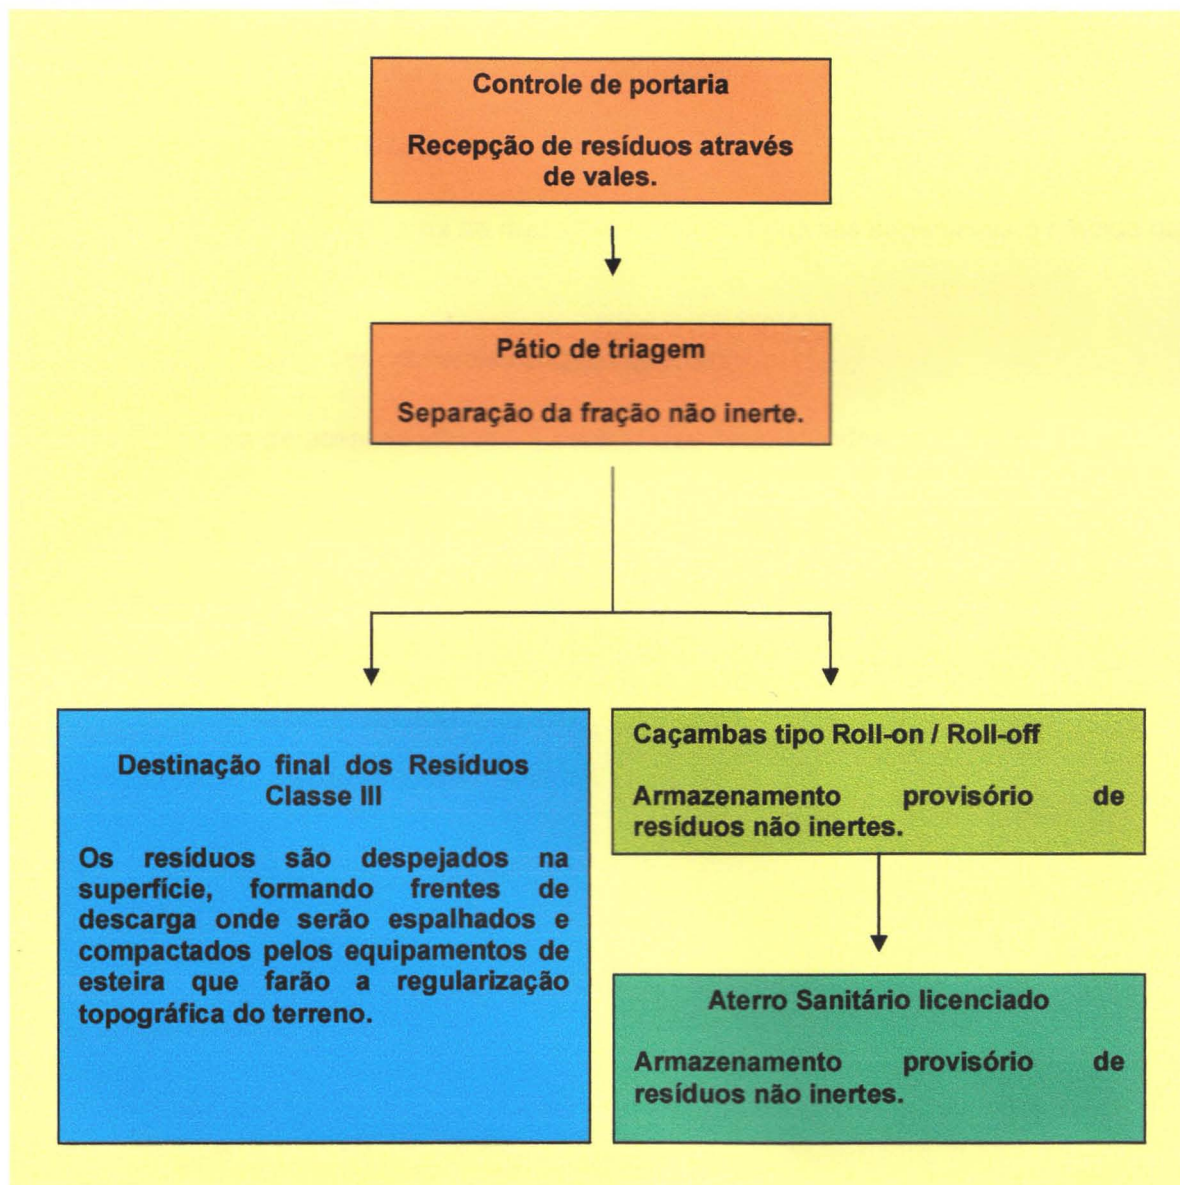 Controle de portaria
Recepção de resíduos através
de vales.
Pátio de triagem
Separação da fração não inerte.
Destinação final dos Resíduos
Classe III
Os resíduos são despejados na
superfície, formando frentes de
descarga onde serão espalhados e
compactados pelos equipamentos de
esteira que farão a regularização
topográfica do terreno.
Caçambas tipo Roll-on / Roll-off
Armazenamento provisório de
resíduos não inertes.
Aterro Sanitário licenciado
Armazenamento provisório de
resíduos não inertes.